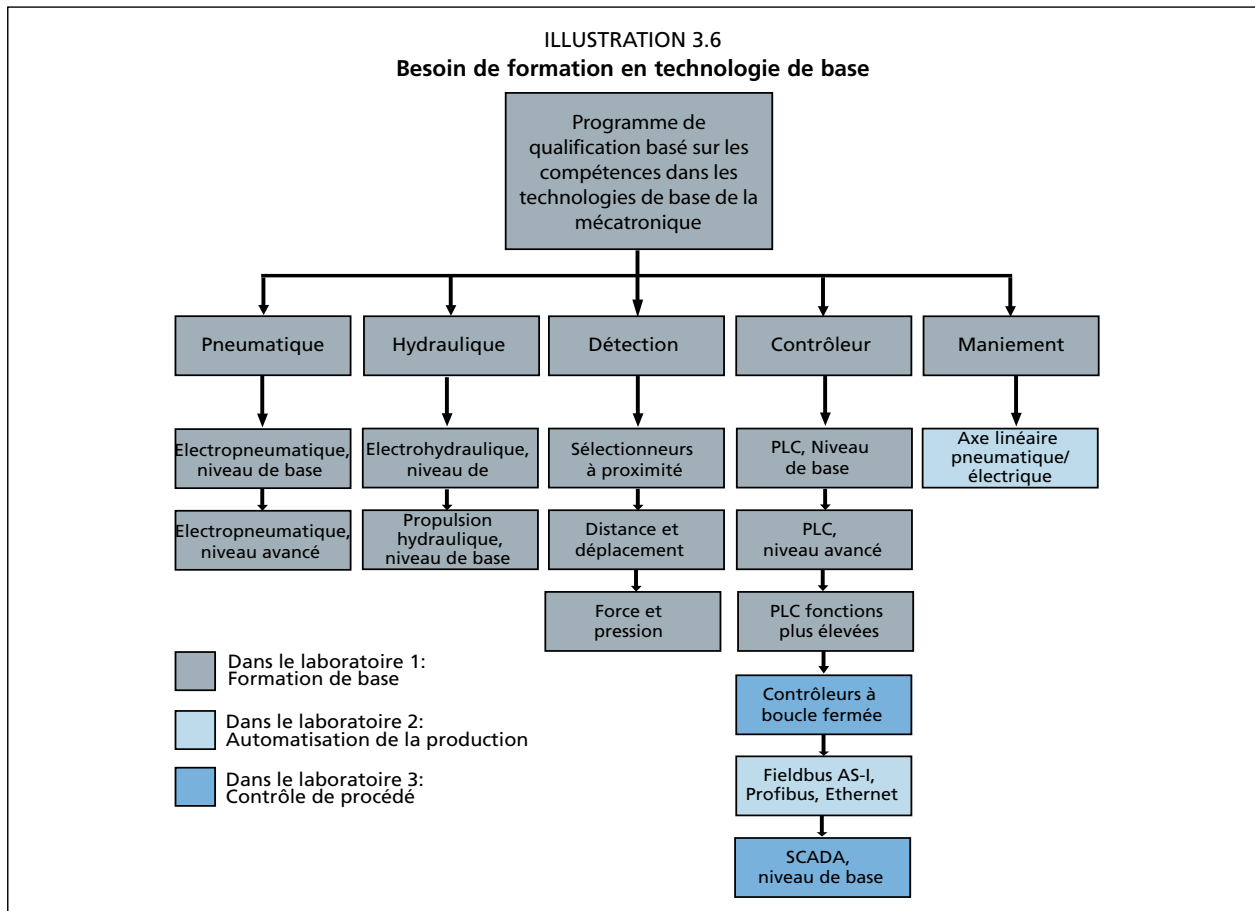 ILLUSTRATION 3.6
Besoin de formation en technologie de base
Programme de
qualification basé sur les
compétences dans les
technologies de base de la
mécatronique
Pneumatique
Hydraulique
Détection
Contrôleur
Maniement
Electropneumatique,
niveau de base
Electrohydraulique,
niveau de
Sélectionneurs
à proximité
PLC, Niveau
de base
Axe linéaire
pneumatique/
électrique
Electropneumatique,
niveau avancé
Propulsion
hydraulique,
niveau de base
Distance et
déplacement
PLC,
niveau avancé
Force et
pression
PLC fonctions
plus élevées
Contrôleurs à
boucle fermée
Fieldbus AS-I,
Profibus, Ethernet
SCADA,
niveau de base
Dans le laboratoire 1:
Formation de base
Dans le laboratoire 2:
Automatisation de la production
Dans le laboratoire 3:
Contrôle de procédé